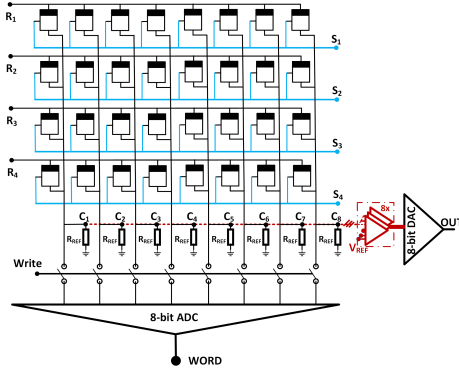 R1
S1
R2
S2
R3
S3
R4
S4
C1 C2 C3 C4 C5 C6 C7 C8
8x
RREF RREF RREF RREF RREF RREF RREF RREF
VREF
8-bit DAC
OUT
Write
8-bit ADC
WORD